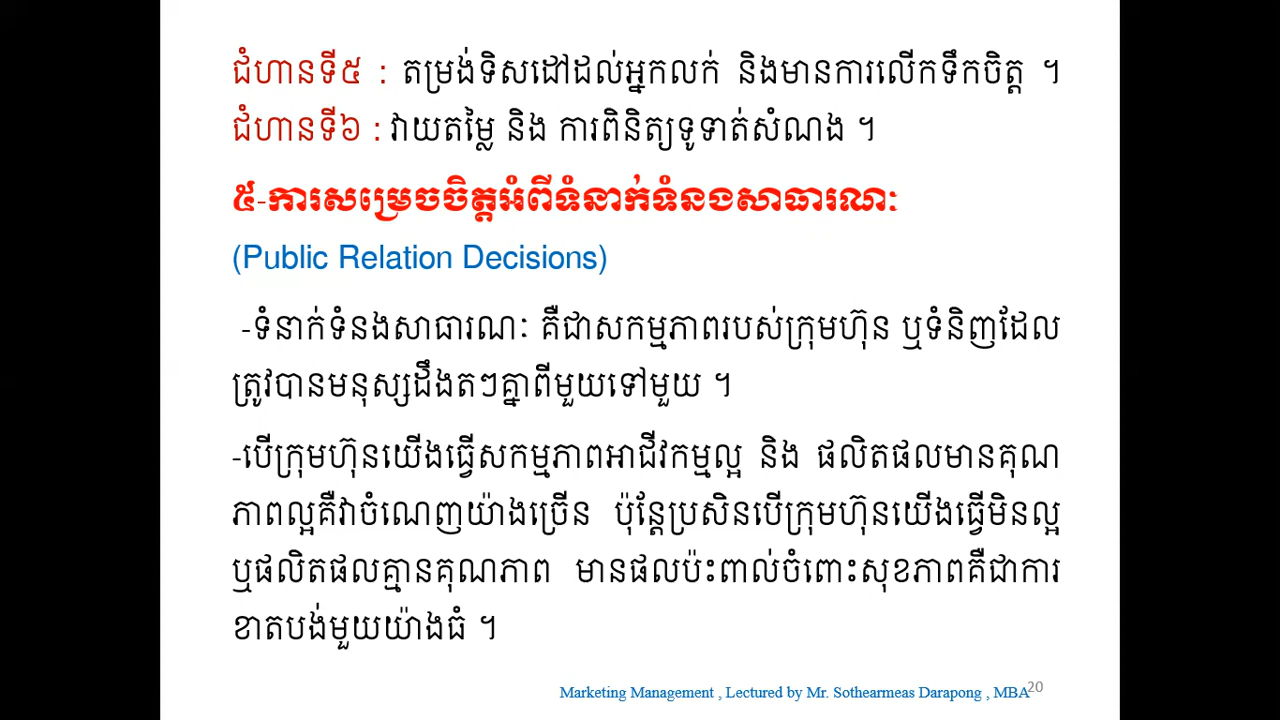 ជំហានទី៥ : តម្រង់ទិសដៅដល់អ្នកលក់ និងមានការលើកទឹកចិត្ត ។
ជំហានទី៦ : វាយតម្លៃ និង ការពិនិត្យទូទាត់សំណង ។
៥-ការសម្រេចចិត្តអំពីទំនាក់ទំនងសាធារណៈ
(Public Relation Decisions)
-ទំនាក់ទំនងសាធារណៈ គឺជាសកម្មភាពរបស់ក្រុមហ៊ុន ឬទំនិញដែល
ត្រូវបានមនុស្សដឹងតៗគ្នាពីមួយទៅមួយ ។
-បើក្រុមហ៊ុនយើងធ្វើសកម្មភាពអាជីវកម្មល្អ និង ផលិតផលមានគុណ
ភាពល្អគឺវាចំណេញយ៉ាងច្រើន ប៉ុន្តែប្រសិនបើក្រុមហ៊ុនយើងធ្វើមិនល្អ
ឬផលិតផលគ្មានគុណភាព មានផលប៉ះពាល់ចំពោះសុខភាពគឺជាការ
ខាតបង់មួយយ៉ាងធំ ។
Marketing Management , Lectured by Mr. Sothearmeas Darapong , MBA 20